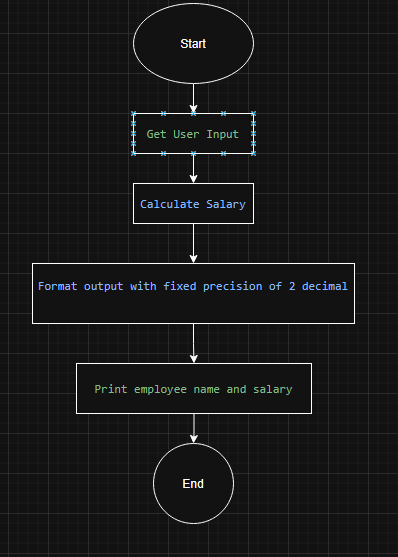 Start
Get User Input
Calculate Salary
Format output with fixed precision of 2 decimal
Print employee name and salary
End